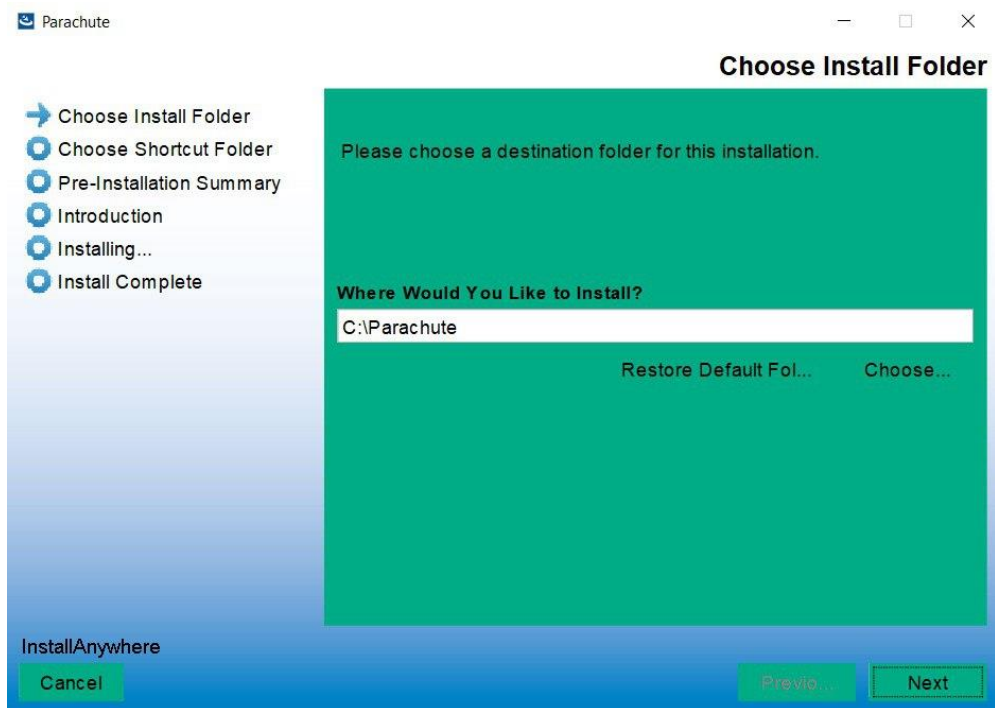 Parachute
Choose Install Folder
Choose Install Folder
Choose Shortcut Folder
Pre-Installation Summary
Introduction
Installing...
Install Complete
Please choose a destination folder for this installation.
Where Would You Like to Install?
C:\Parachute
Restore Default Fol... Choose...
InstallAnywhere
Cancel Previo... Next